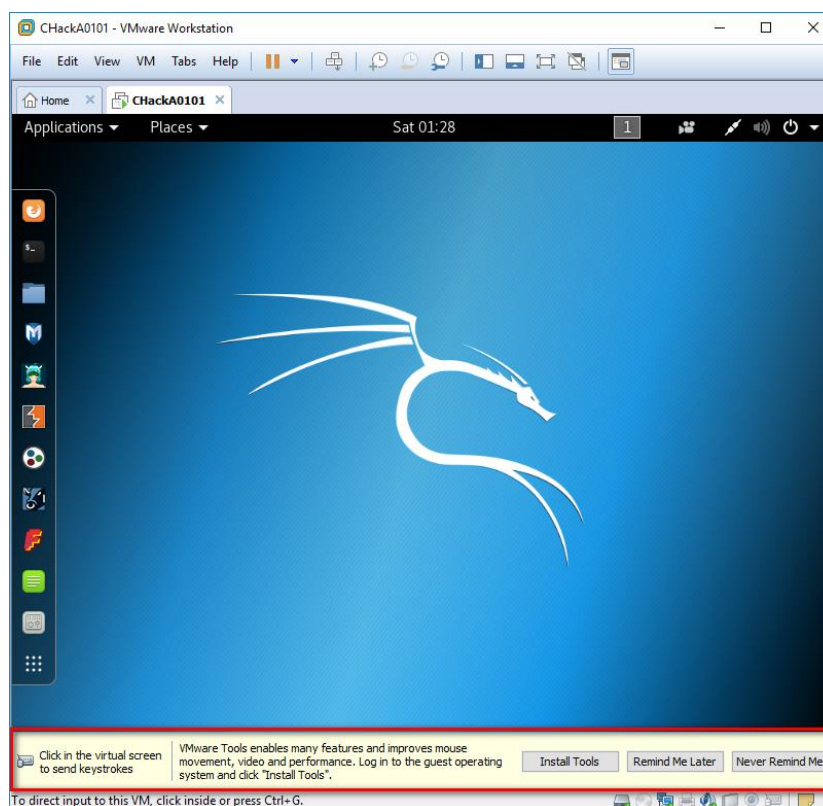 CHackA0101 - VMware Workstation
File Edit View VM Tabs Help
Home CHackA0101
Applications Places Sat 01:28 1
$_
Click in the virtual screen
to send keystrokes
VMware Tools enables many features and improves mouse
movement, video and performance. Log in to the guest operating
system and click "Install Tools".
Install Tools Remind Me Later Never Remind Me
To direct input to this VM, click inside or press Ctrl+G.